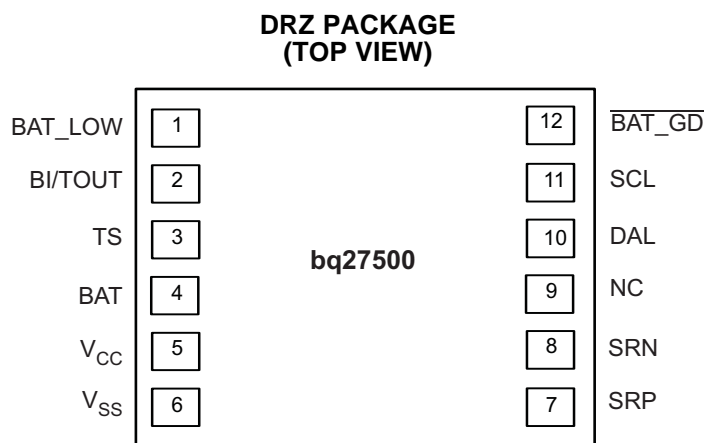 DRZ PACKAGE
(TOP VIEW)
BAT_LOW 1 12 BAT_GD
BI/TOUT 2 11 SCL
TS 3 10 DAL
bq27500
BAT 4 9 NC
VCC 5 8 SRN
VSS 6 7 SRP